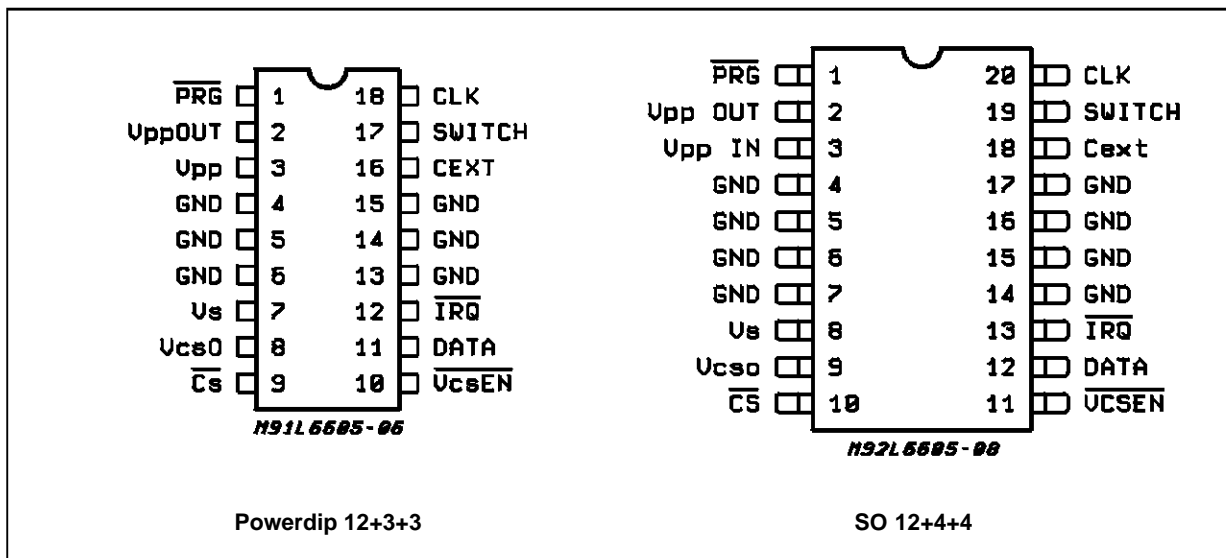 PRG 1 18 CLK
VppOUT 2 17 SWITCH
Vpp 3 16 CEXT
GND 4 15 GND
GND 5 14 GND
GND 6 13 GND
Vs 7 12 IRQ
VcsO 8 11 DATA
Cs 9 10 VcsEN
M91L6605-06
Powerdip 12+3+3
PRG 1 20 CLK
Vpp OUT 2 19 SWITCH
Vpp IN 3 18 Cext
GND 4 17 GND
GND 5 16 GND
GND 6 15 GND
GND 7 14 GND
Vs 8 13 IRQ
Vcso 9 12 DATA
CS 10 11 VCSEN
M92L6605-08
SO 12+4+4